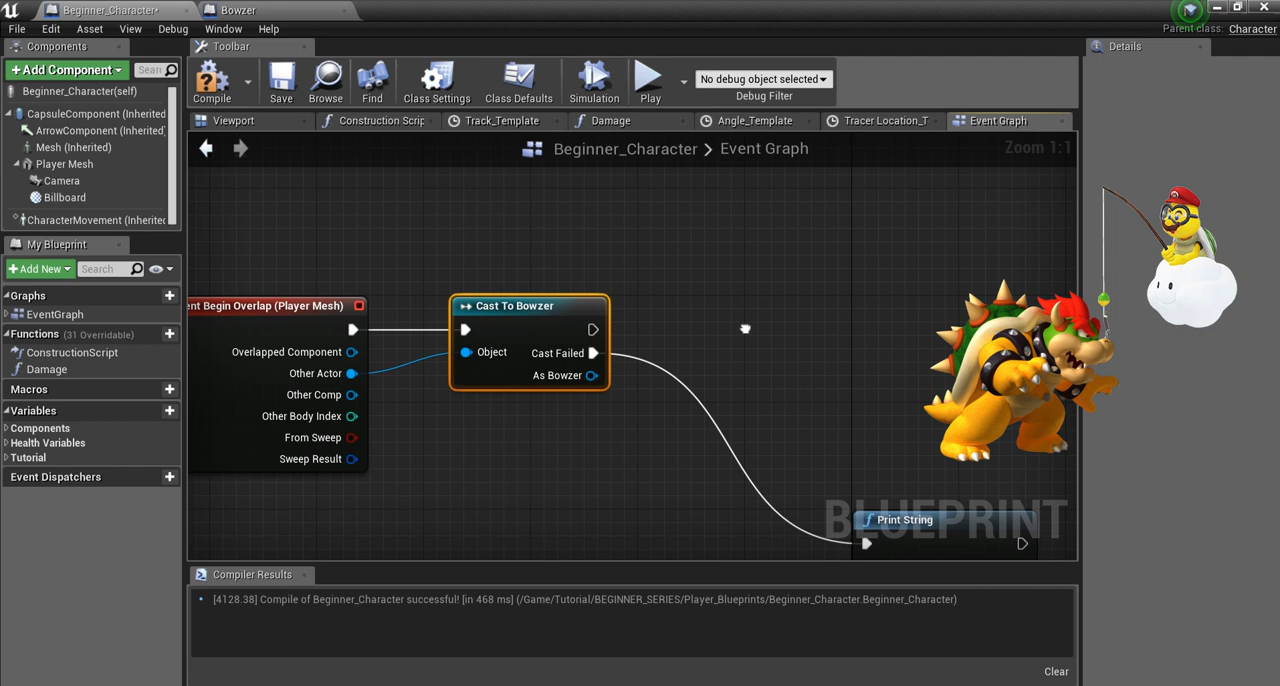 Beginner_Character*
Bowzer
File Edit Asset View Debug Window Help
Parent class: Character
Components
Toolbar
Details
+Add Component
Sear
Beginner_Character(self)
CapsuleComponent (Inherited
ArrowComponent (Inherited)
Mesh (Inherited)
Player Mesh
Camera
Billboard
CharacterMovement (Inherited
Compile
Save
Browse
Find
Class Settings
Class Defaults
Simulation
Play
No debug object selected
Debug Filter
Viewport
Construction Scrip
Track_Template
Damage
Angle_Template
Tracer Location_T
Event Graph
Beginner_Character > Event Graph
Zoom 1:1
My Blueprint
+Add New
Search
Graphs
EventGraph
Functions (31 Overridable)
ConstructionScript
Damage
Macros
Variables
Components
Health Variables
Tutorial
Event Dispatchers
ent Begin Overlap (Player Mesh)
Overlapped Component
Other Actor
Other Comp
Other Body Index
From Sweep
Sweep Result
Cast To Bowzer
Object
Cast Failed
As Bowzer
BLUEPRINT
Print String
Compiler Results
• [4128.38] Compile of Beginner_Character successful! [in 468 ms] (/Game/Tutorial/BEGINNER_SERIES/Player_Blueprints/Beginner_Character.Beginner_Character)
Clear